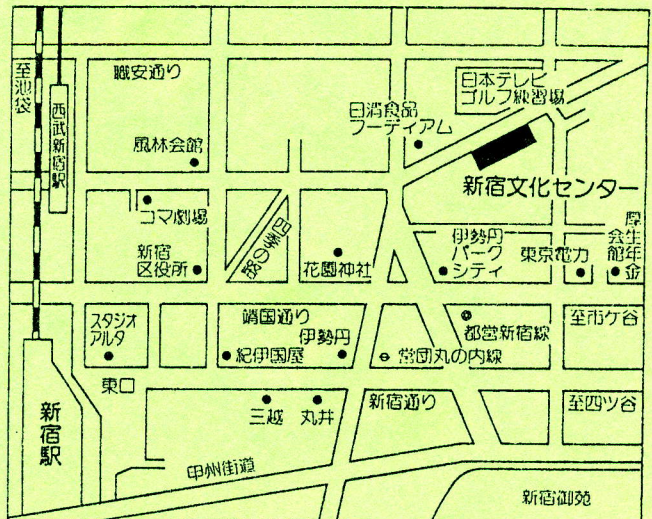 至池袋
西武新宿駅
職安通り
日本テレビ
ゴルフ練習場
日消食品
フーディアム
風林会館
新宿文化センター
コマ劇場
四季の路
新宿
区役所
花園神社
伊勢丹
パーク
シティ
東京電力
厚生年金
会館
スタジオ
アルタ
靖国通り
伊勢丹
紀伊国屋
都営新宿線
営団丸の内線
至市ケ谷
東口
三越
丸井
新宿通り
至四ツ谷
新宿駅
甲州街道
新宿御苑